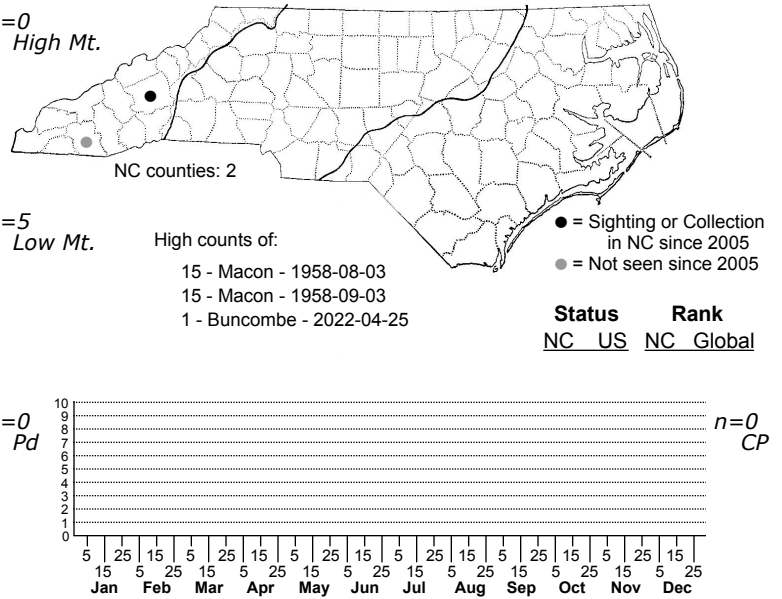 =0
High Mt.
NC counties: 2
=5
Low Mt.
High counts of:
15 - Macon - 1958-08-03
15 - Macon - 1958-09-03
1 - Buncombe - 2022-04-25
● = Sighting or Collection
in NC since 2005
● = Not seen since 2005
Status Rank
NC US NC Global
=0
Pd
n=0
CP
10
9
8
7
6
5
4
3
2
1
0
5 25 15 5 25 15 5 25 15 5 25 15 5 25 15 5 25 15
15 5 25 15 5 25 15 5 25 15 5 25 15 5 25 15 5 25
Jan Feb Mar Apr May Jun Jul Aug Sep Oct Nov Dec